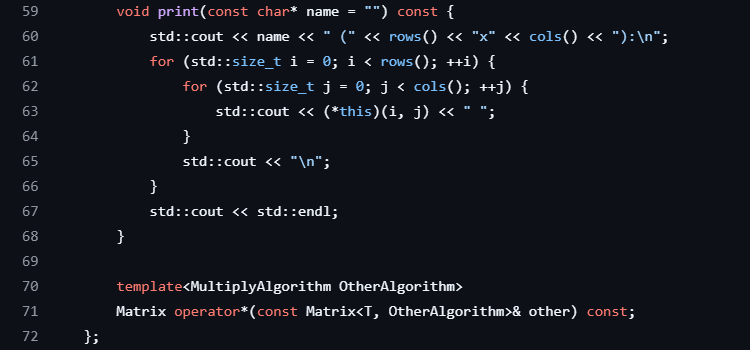 59 void print(const char* name = "") const {
60 std::cout << name << " (" << rows() << "x" << cols() << "):\n";
61 for (std::size_t i = 0; i < rows(); ++i) {
62 for (std::size_t j = 0; j < cols(); ++j) {
63 std::cout << (*this)(i, j) << " ";
64 }
65 std::cout << "\n";
66 }
67 std::cout << std::endl;
68 }
69
70 template<MultiplyAlgorithm OtherAlgorithm>
71 Matrix operator*(const Matrix<T, OtherAlgorithm>& other) const;
72 };